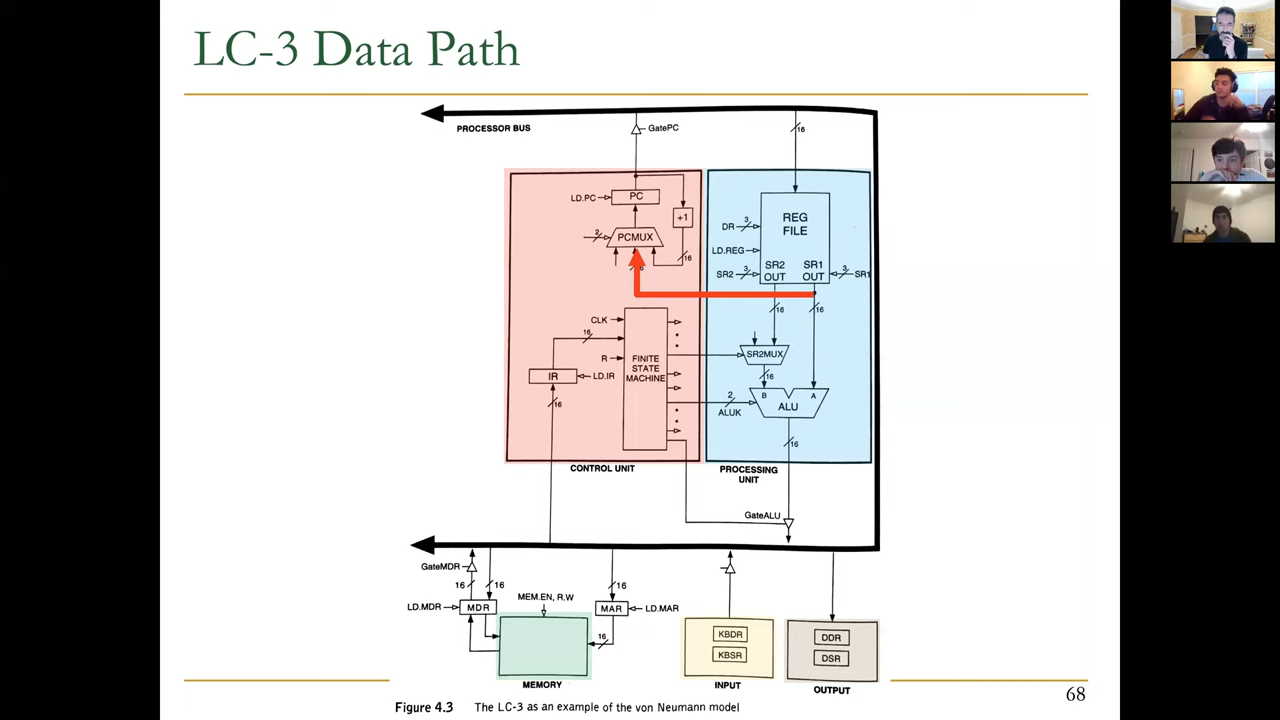 LC-3 Data Path
PROCESSOR BUS
GatePC
16
LD.PC
PC
+1
2
PCMUX
16
16
REG
FILE
DR
3
LD.REG
SR2
3
SR2
OUT
SR1
OUT
3
SR1
16
16
CLK
16
R
FINITE
STATE
MACHINE
IR
LD.IR
16
SR2MUX
16
B
A
ALU
2
ALUK
16
CONTROL UNIT
PROCESSING
UNIT
GateALU
GateMDR
16
16
16
LD.MDR
MDR
MEM.EN, R.W
MAR
LD.MAR
16
MEMORY
KBDR
KBSR
INPUT
DDR
DSR
OUTPUT
68
Figure 4.3 The LC-3 as an example of the von Neumann model